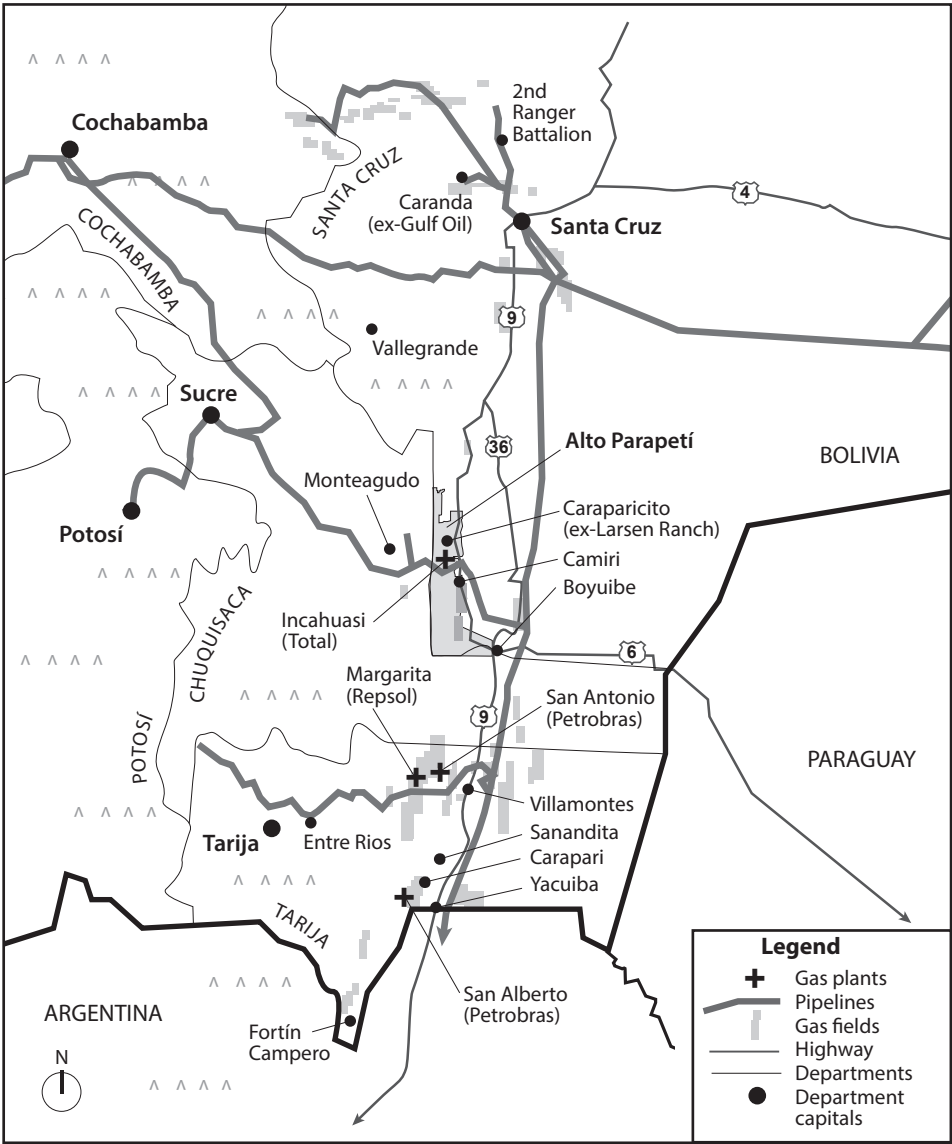 2nd
Ranger
Battalion
Cochabamba
SANTA CRUZ
Caranda
(ex-Gulf Oil)
4
Santa Cruz
COCHABAMBA
9
Vallegrande
Sucre
Alto Parapetí
36
BOLIVIA
Monteagudo
Caraparicito
(ex-Larsen Ranch)
Potosí
Camiri
Boyuibe
CHUQUISACA
Incahuasi
(Total)
6
Margarita
(Repsol)
San Antonio
(Petrobras)
9
POTOSÍ
PARAGUAY
Villamontes
Tarija
Entre Rios
Sanandita
Carapari
Yacuiba
TARIJA
San Alberto
(Petrobras)
ARGENTINA
Fortín
Campero
N
Legend
Gas plants
Pipelines
Gas fields
Highway
Departments
Department
capitals